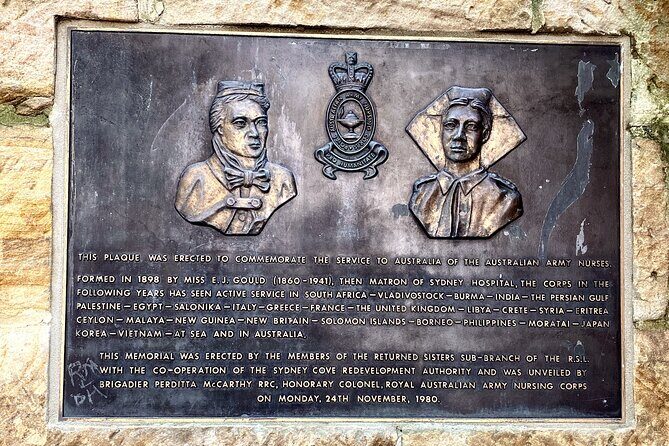 PRO HUMANITATE
THIS PLAQUE, WAS ERECTED TO COMMEMORATE THE SERVICE TO AUSTRALIA OF THE AUSTRALIAN ARMY NURSES.
FORMED IN 1898 BY MISS E.J. GOULD (1860-1941), THEN MATRON OF SYDNEY HOSPITAL, THE CORPS IN THE
FOLLOWING YEARS HAS SEEN ACTIVE SERVICE IN SOUTH AFRICA—VLADIVOSTOCK—BURMA—INDIA—THE PERSIAN GULF
PALESTINE—EGYPT—SALONIKA—ITALY—GREECE—FRANCE—THE UNITED KINGDOM—LIBYA—CRETE—SYRIA—ERITREA
CEYLON—MALAYA—NEW GUINEA—NEW BRITAIN—SOLOMON ISLANDS—BORNEO—PHILIPPINES—MORATAI—JAPAN
KOREA—VIETNAM—AT SEA AND IN AUSTRALIA.
THIS MEMORIAL WAS ERECTED BY THE MEMBERS OF THE RETURNED SISTERS SUB-BRANCH OF THE R.S.L.
WITH THE CO-OPERATION OF THE SYDNEY COVE REDEVELOPMENT AUTHORITY AND WAS UNVEILED BY
BRIGADIER PERDITTA McCARTHY RRC, HONORARY COLONEL, ROYAL AUSTRALIAN ARMY NURSING CORPS
ON MONDAY, 24TH NOVEMBER, 1980.